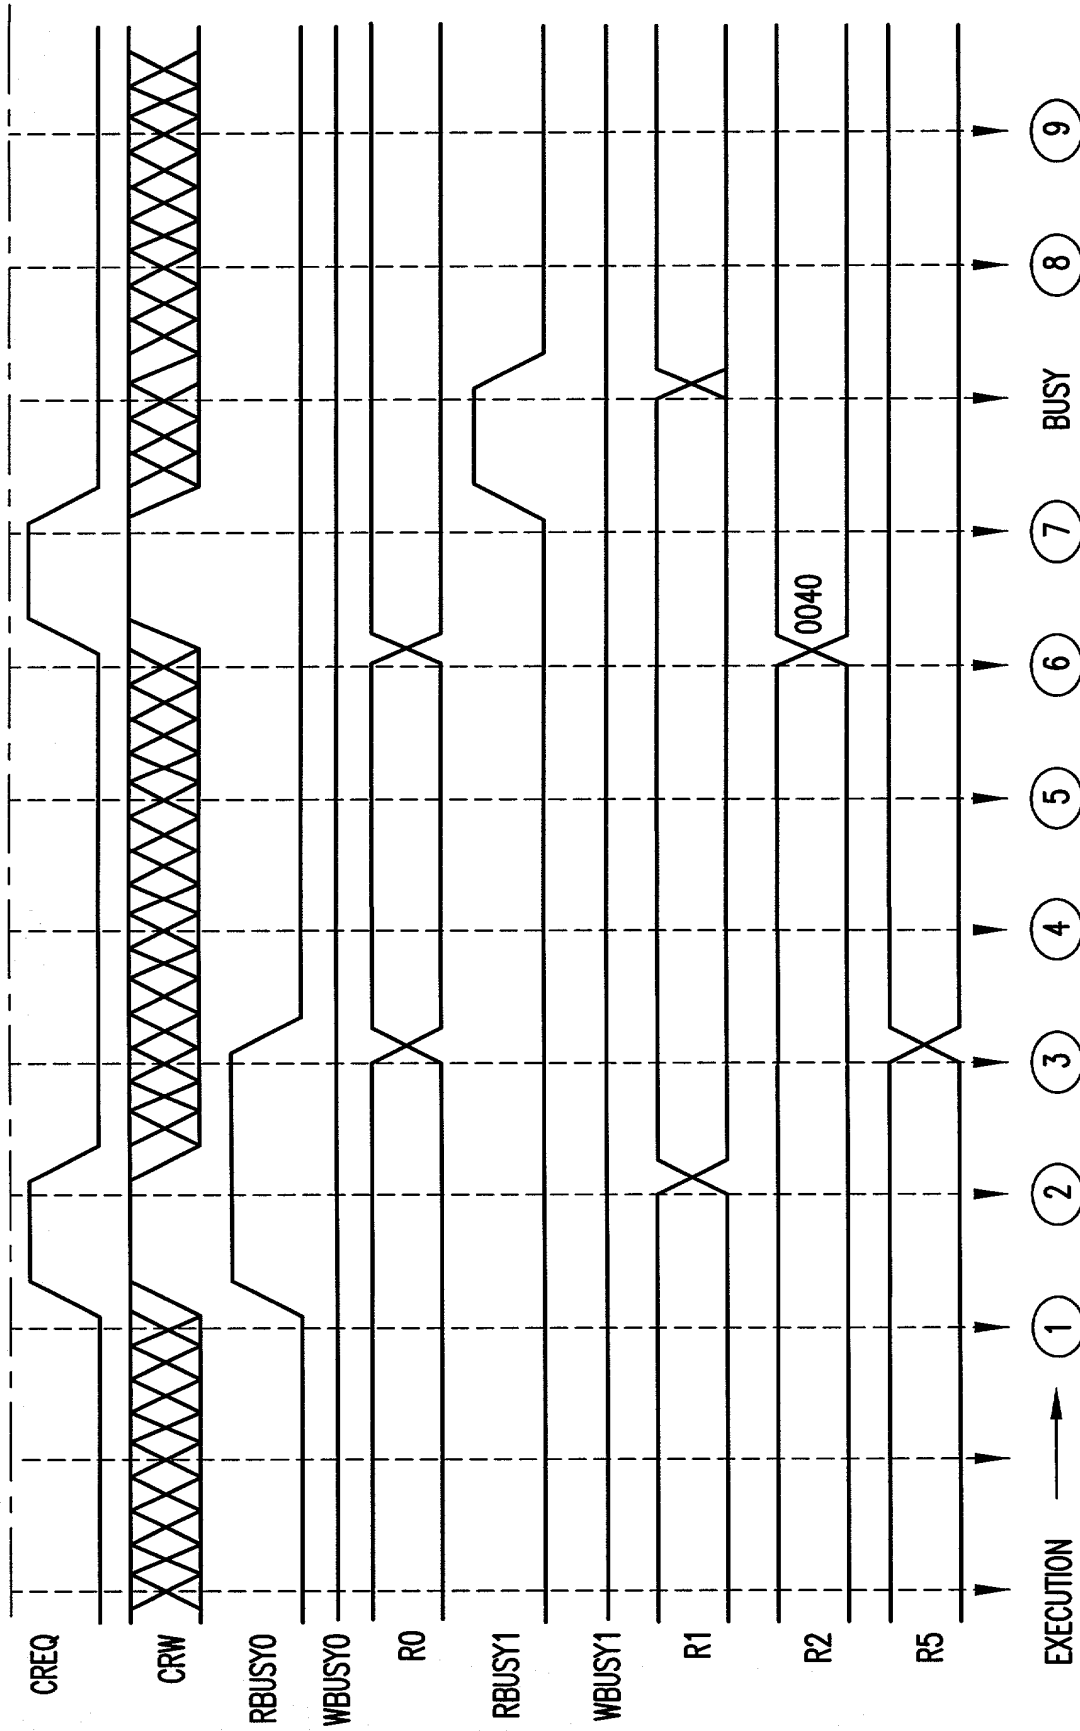 CREQ
CRW
RBUSY0
WBUSY0
R0
RBUSY1
WBUSY1
R1
R2
0040
R5
EXECUTION 1 2 3 4 5 6 7 BUSY 8 9